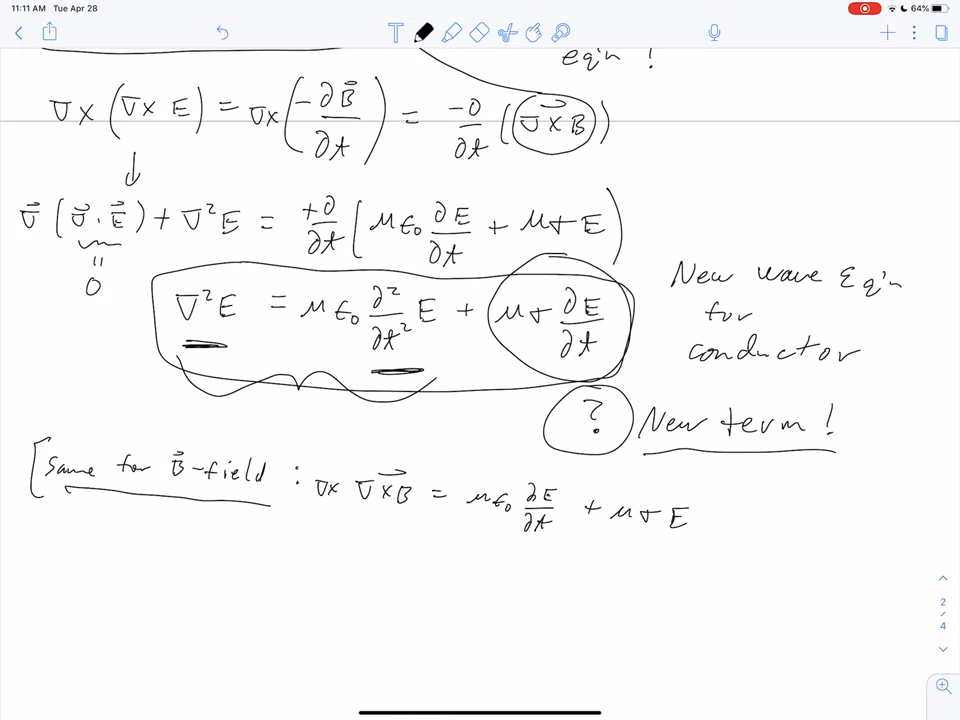 11:11 AM Tue Apr 28
64%
T
eq'n !
∇× (∇× E) = ∇× (−∂B⃗/∂t) = −∂/∂t (∇⃗×B)
↓
∇⃗ (∇⃗·E⃗) + ∇²E = +∂/∂t (με₀ ∂E/∂t + μσE)
=
0
∇²E = με₀ ∂²/∂t² E + μσ ∂E/∂t
New wave Eq'n
for
conductor
? New term !
[Same for B⃗-field : ∇× ∇⃗×B = με₀ ∂E/∂t + μσE
2
/
4